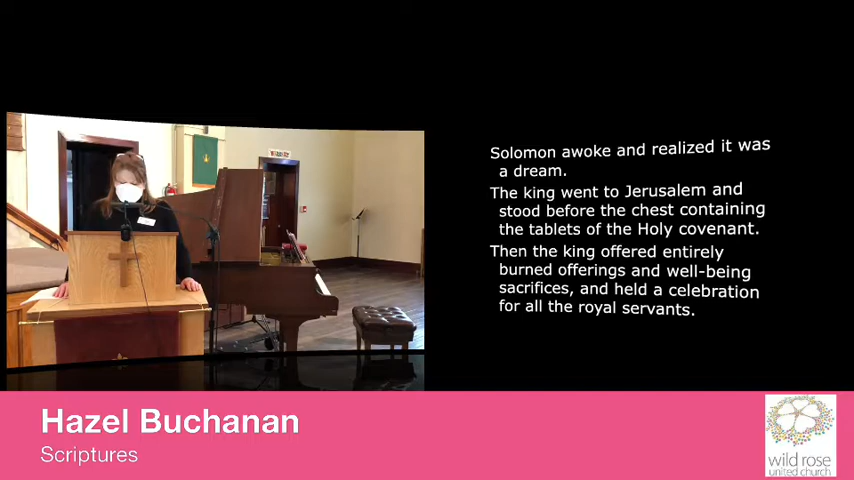 Solomon awoke and realized it was
a dream.
The king went to Jerusalem and
stood before the chest containing
the tablets of the Holy covenant.
Then the king offered entirely
burned offerings and well-being
sacrifices, and held a celebration
for all the royal servants.
Hazel Buchanan
Scriptures
wild rose
united church